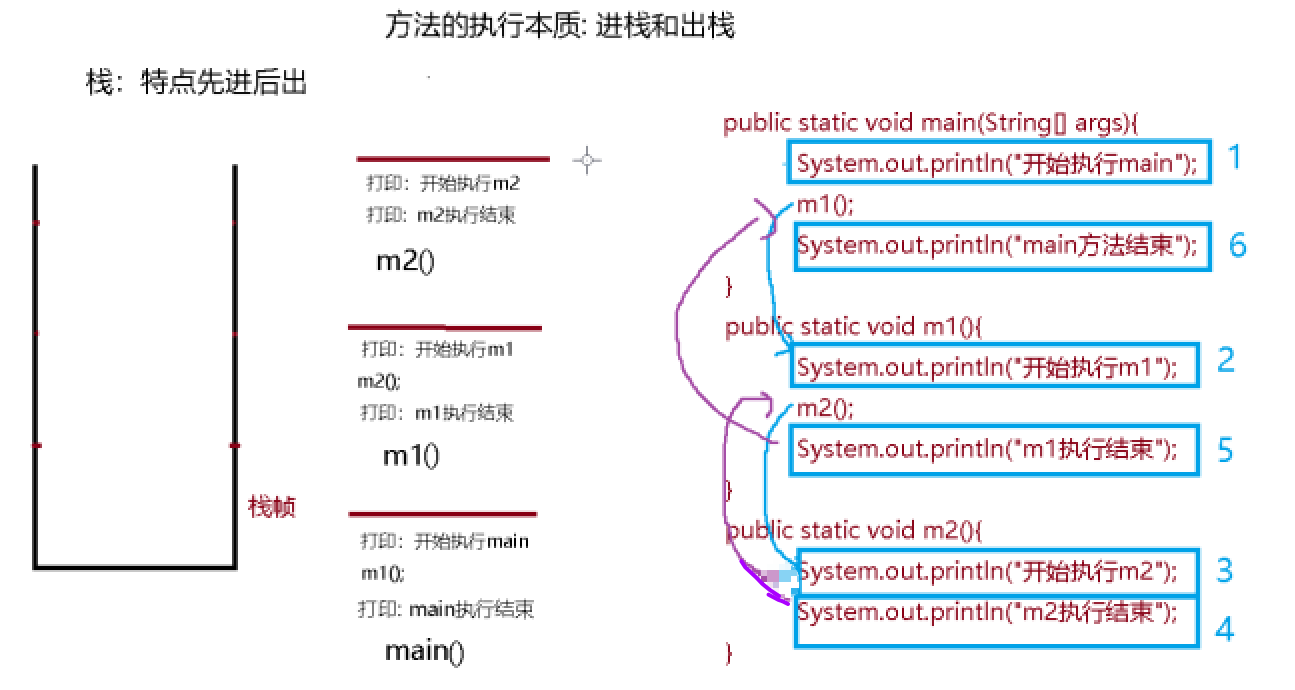 方法的执行本质: 进栈和出栈
栈：特点先进后出
打印：开始执行m2
打印：m2执行结束
m2()
打印：开始执行m1
m2();
打印：m1执行结束
m1()
栈帧
打印：开始执行main
m1();
打印: main执行结束
main()
public static void main(String[] args){
System.out.println("开始执行main"); 1
m1();
System.out.println("main方法结束"); 6
}
public static void m1(){
System.out.println("开始执行m1"); 2
m2();
System.out.println("m1执行结束"); 5
}
public static void m2(){
System.out.println("开始执行m2"); 3
System.out.println("m2执行结束"); 4
}